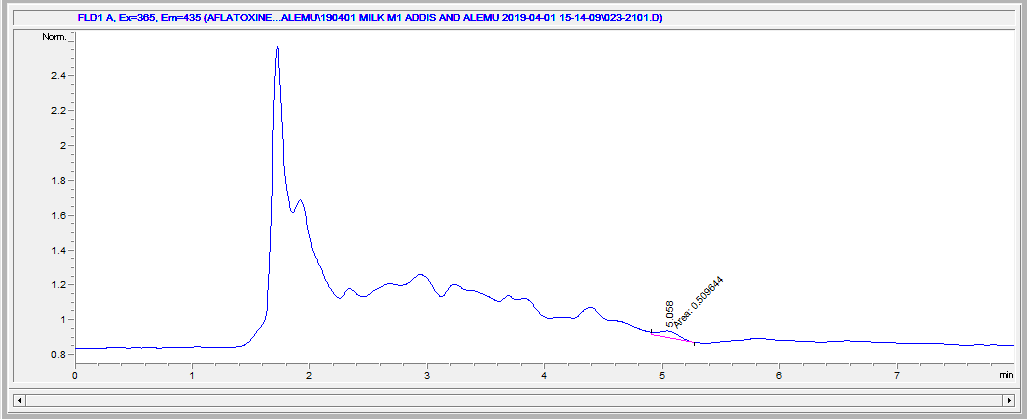 FLD1 A, Ex=365, Em=435 (AFLATOXINE...ALEMU\190401 MILK M1 ADDIS AND ALEMU 2019-04-01 15-14-09\023-2101.D)
Norm.
2.4
2.2
2
1.8
1.6
1.4
1.2
1
0.8
5.058
Area: 0.509644
0 1 2 3 4 5 6 7 min